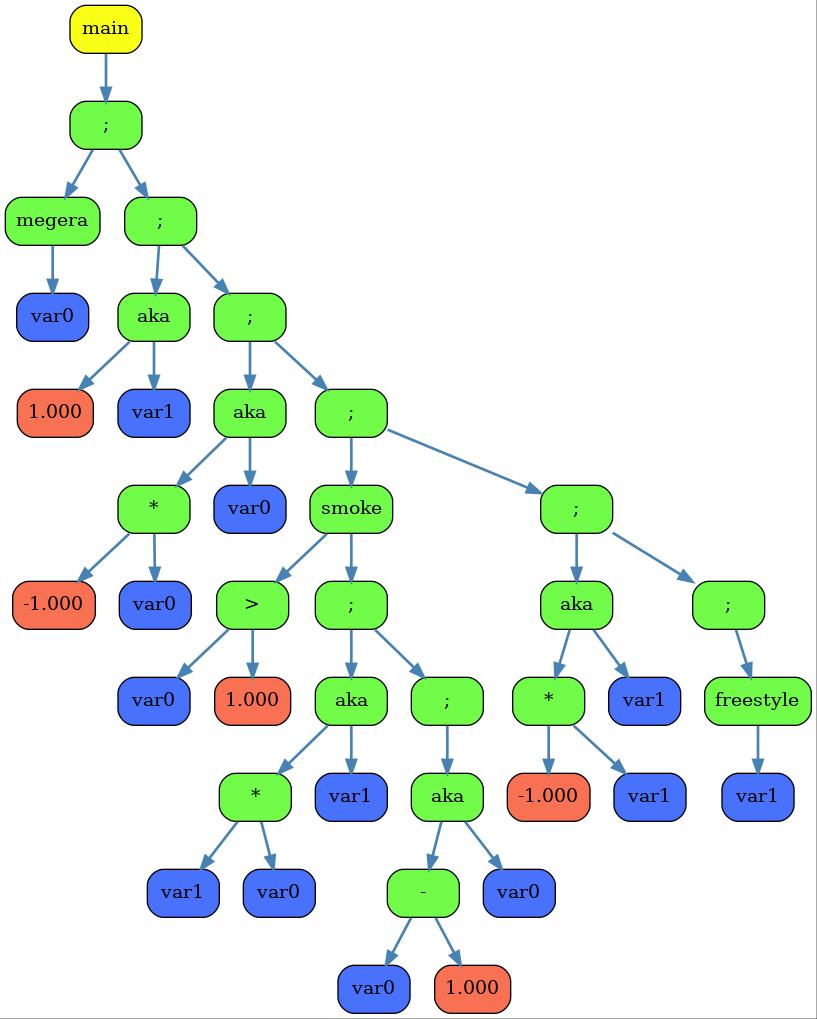 main
;
megera ;
var0 aka ;
1.000 var1 aka ;
* var0 smoke ;
-1.000 var0 > ; aka ;
var0 1.000 aka ; * var1 freestyle
* var1 aka -1.000 var1 var1
var1 var0 - var0
var0 1.000